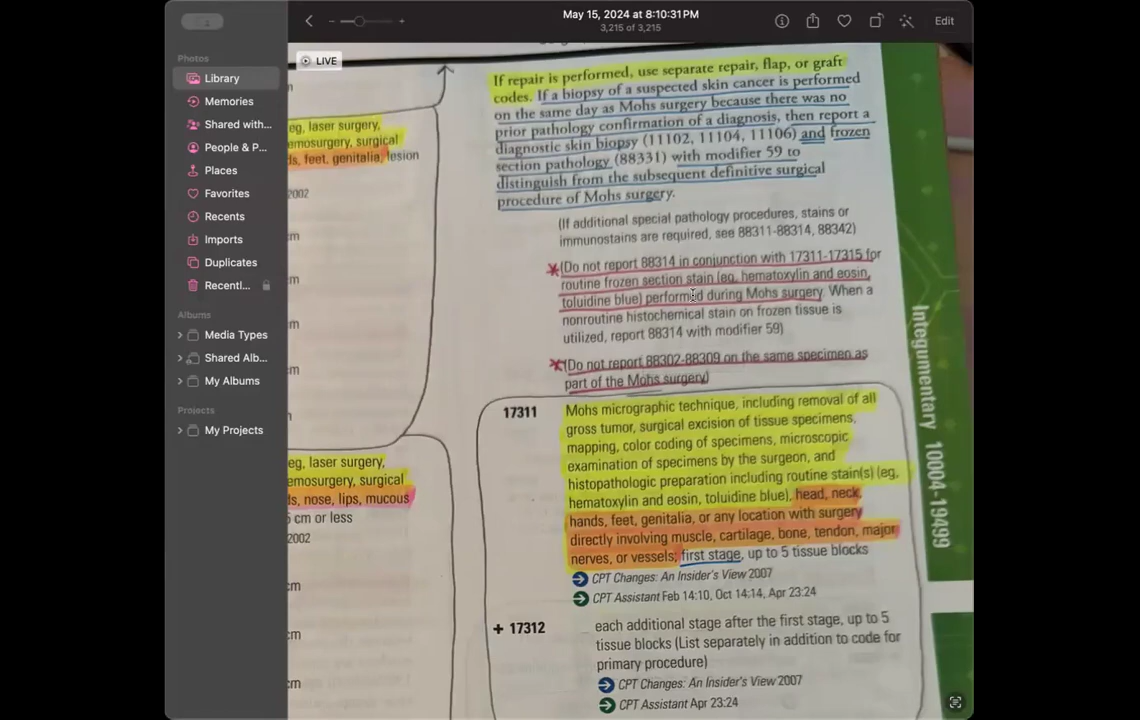 May 15, 2024 at 8:10:31 PM
3,215 of 3,215
Edit
Photos
Library
Memories
Shared with...
People & P...
Places
Favorites
Recents
Imports
Duplicates
Recentl...
Albums
Media Types
Shared Alb...
My Albums
Projects
My Projects
LIVE
eg, laser surgery,
emosurgery, surgical
ds, feet, genitalia, lesion
2002
cm
cm
cm
eg, laser surgery,
emosurgery, surgical
ds, nose, lips, mucous
5 cm or less
2002
cm
cm
cm
If repair is performed, use separate repair, flap, or graft
codes. If a biopsy of a suspected skin cancer is performed
on the same day as Mohs surgery because there was no
prior pathology confirmation of a diagnosis, then report a
diagnostic skin biopsy (11102, 11104, 11106) and frozen
section pathology (88331) with modifier 59 to
distinguish from the subsequent definitive surgical
procedure of Mohs surgery.
(If additional special pathology procedures, stains or
immunostains are required, see 88311-88314, 88342)
*(Do not report 88314 in conjunction with 17311-17315 for
routine frozen section stain (eg, hematoxylin and eosin,
toluidine blue) performed during Mohs surgery. When a
nonroutine histochemical stain on frozen tissue is
utilized, report 88314 with modifier 59)
*(Do not report 88302-88309 on the same specimen as
part of the Mohs surgery)
17311 Mohs micrographic technique, including removal of all
gross tumor, surgical excision of tissue specimens,
mapping, color coding of specimens, microscopic
examination of specimens by the surgeon, and
histopathologic preparation including routine stain(s) (eg,
hematoxylin and eosin, toluidine blue), head, neck,
hands, feet, genitalia, or any location with surgery
directly involving muscle, cartilage, bone, tendon, major
nerves, or vessels; first stage, up to 5 tissue blocks
CPT Changes: An Insider's View 2007
CPT Assistant Feb 14:10, Oct 14:14, Apr 23:24
+ 17312 each additional stage after the first stage, up to 5
tissue blocks (List separately in addition to code for
primary procedure)
CPT Changes: An Insider's View 2007
CPT Assistant Apr 23:24
Integumentary 10004-19499